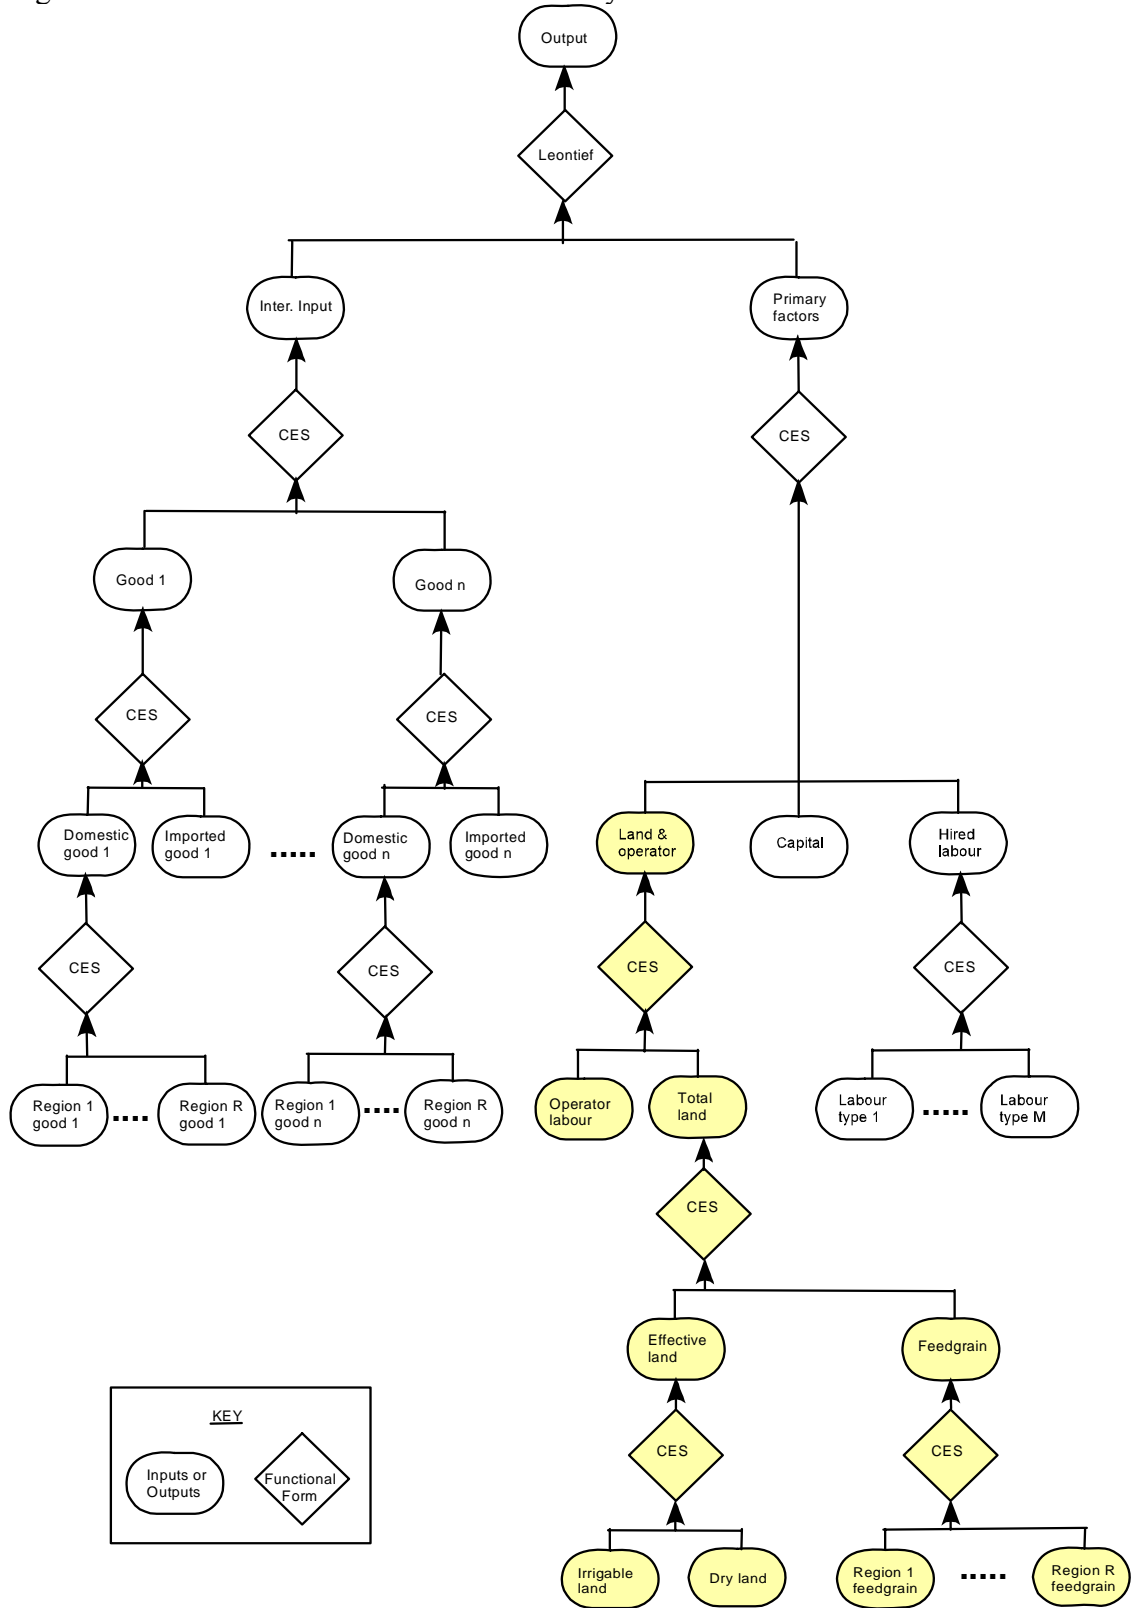 Output
Leontief
Inter. Input
Primary
factors
CES
CES
Good 1
Good n
CES
CES
Domestic
good 1
Imported
good 1
Domestic
good n
Imported
good n
Land &
operator
Capital
Hired
labour
CES
CES
CES
CES
Region 1
good 1
Region R
good 1
Region 1
good n
Region R
good n
Operator
labour
Total
land
Labour
type 1
Labour
type M
CES
Effective
land
Feedgrain
CES
CES
KEY
Inputs or
Outputs
Functional
Form
Irrigable
land
Dry land
Region 1
feedgrain
Region R
feedgrain